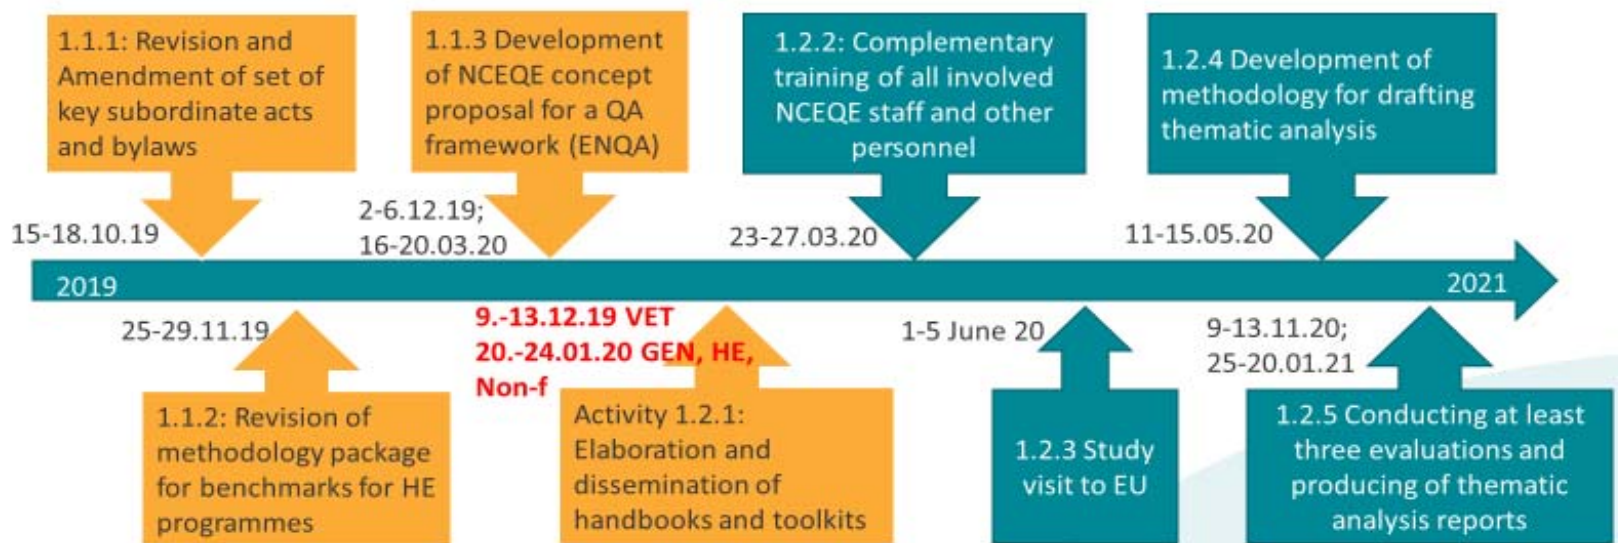 1.1.1: Revision and
Amendment of set of
key subordinate acts
and bylaws
1.1.3 Development
of NCEQE concept
proposal for a QA
framework (ENQA)
1.2.2: Complementary
training of all involved
NCEQE staff and other
personnel
1.2.4 Development of
methodology for drafting
thematic analysis
15-18.10.19
2-6.12.19;
16-20.03.20
23-27.03.20
11-15.05.20
2019
2021
25-29.11.19
9.-13.12.19 VET
20.-24.01.20 GEN, HE,
Non-f
1-5 June 20
9-13.11.20;
25-20.01.21
1.1.2: Revision of
methodology package
for benchmarks for HE
programmes
Activity 1.2.1:
Elaboration and
dissemination of
handbooks and toolkits
1.2.3 Study
visit to EU
1.2.5 Conducting at least
three evaluations and
producing of thematic
analysis reports